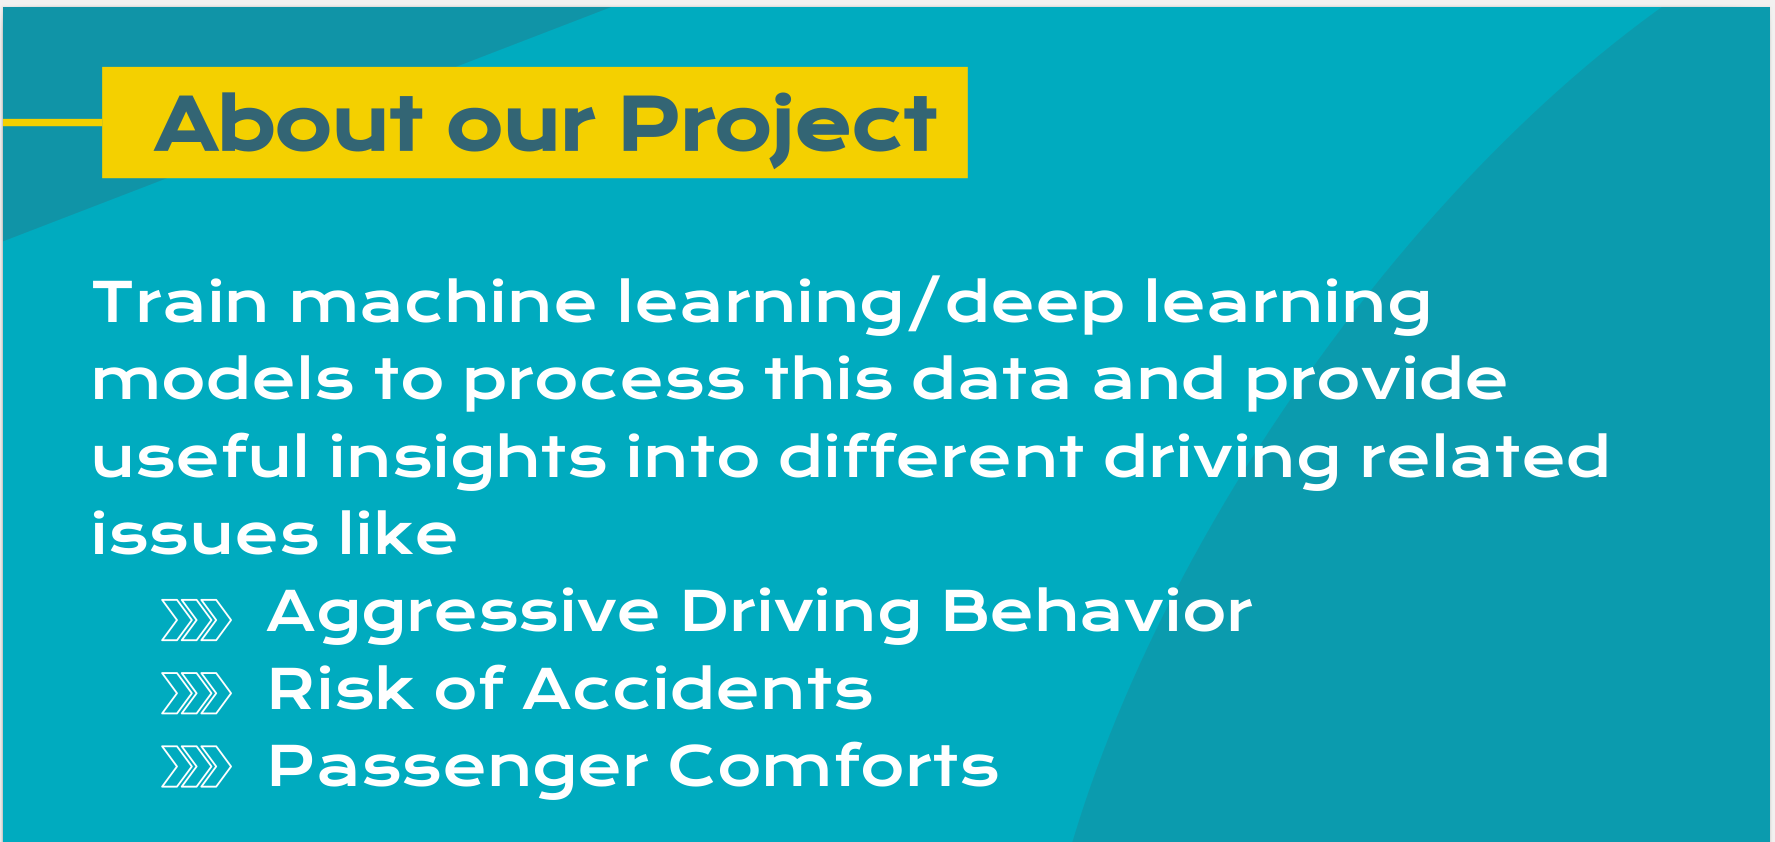 About our Project
Train machine learning/deep learning
models to process this data and provide
useful insights into different driving related
issues like
Aggressive Driving Behavior
Risk of Accidents
Passenger Comforts